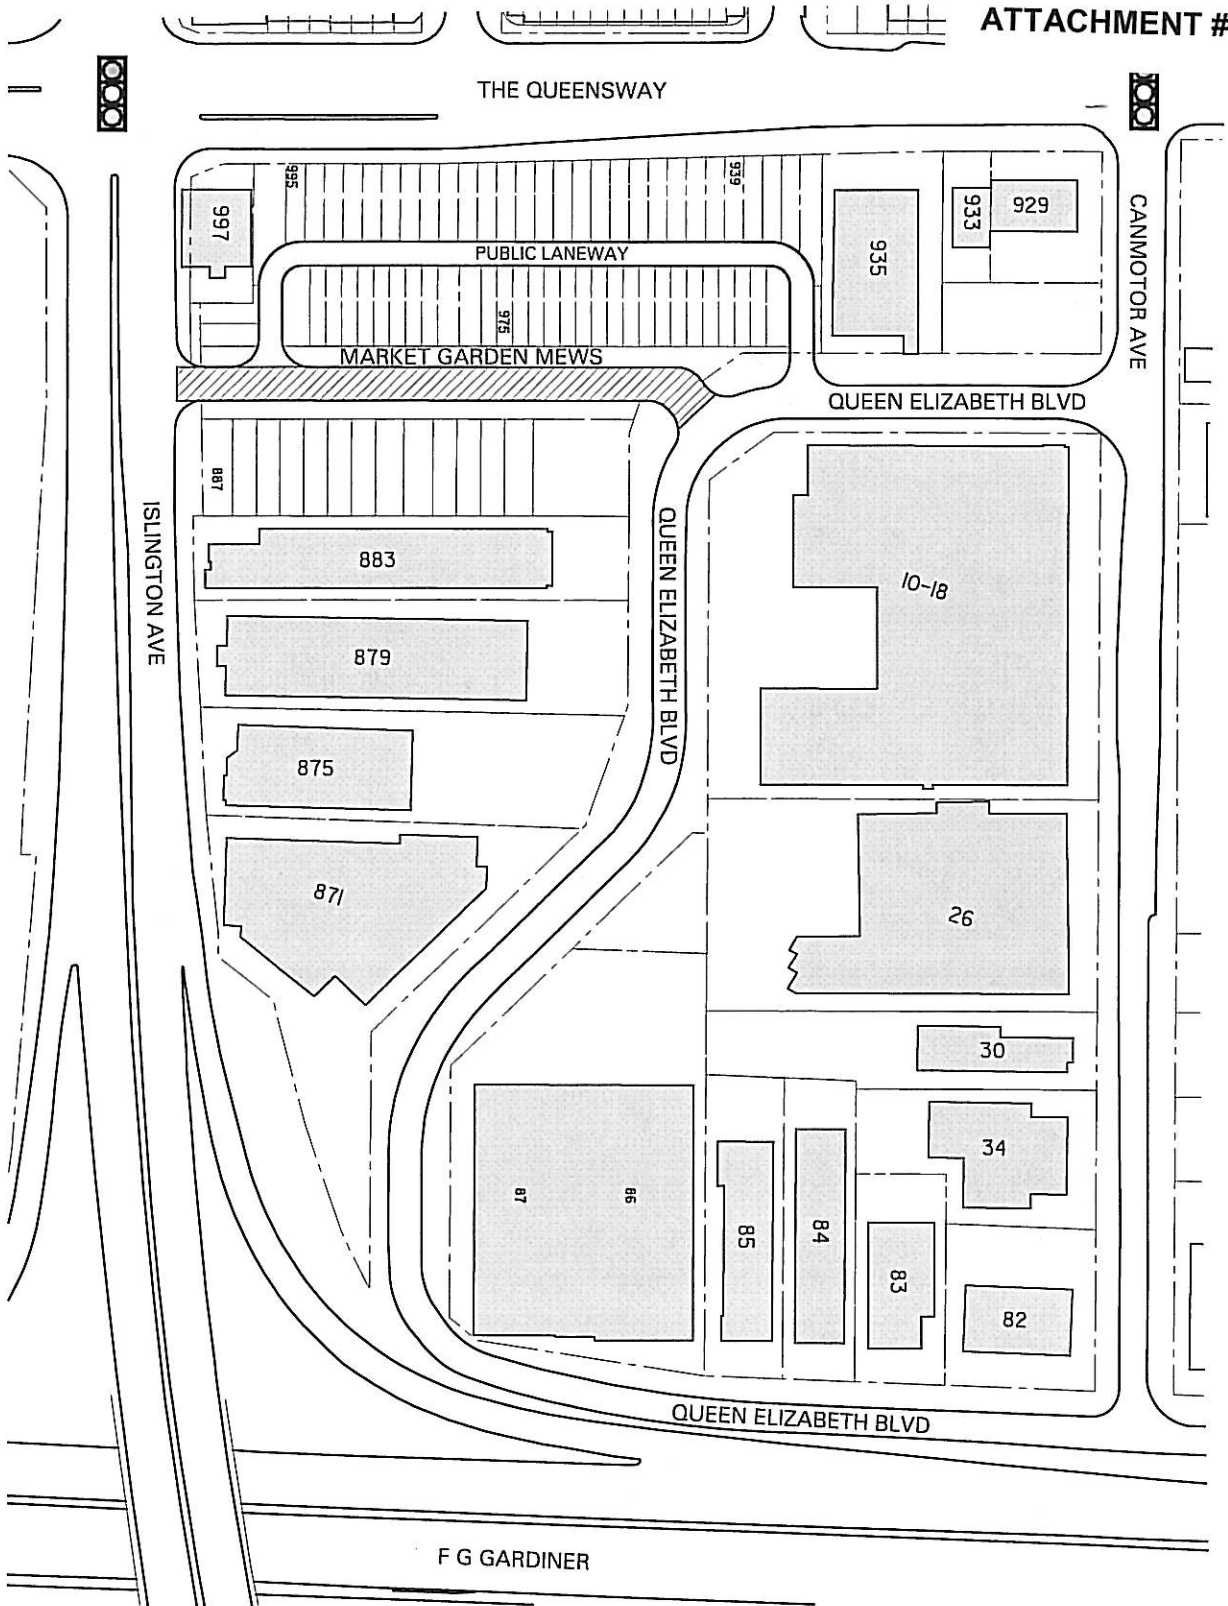 ATTACHMENT #
THE QUEENSWAY
995
939
997
933
929
935
CANMOTOR AVE
PUBLIC LANEWAY
975
MARKET GARDEN MEWS
QUEEN ELIZABETH BLVD
887
ISLINGTON AVE
883
QUEEN ELIZABETH BLVD
10-18
879
875
871
26
30
34
87
86
85
84
83
82
QUEEN ELIZABETH BLVD
F G GARDINER